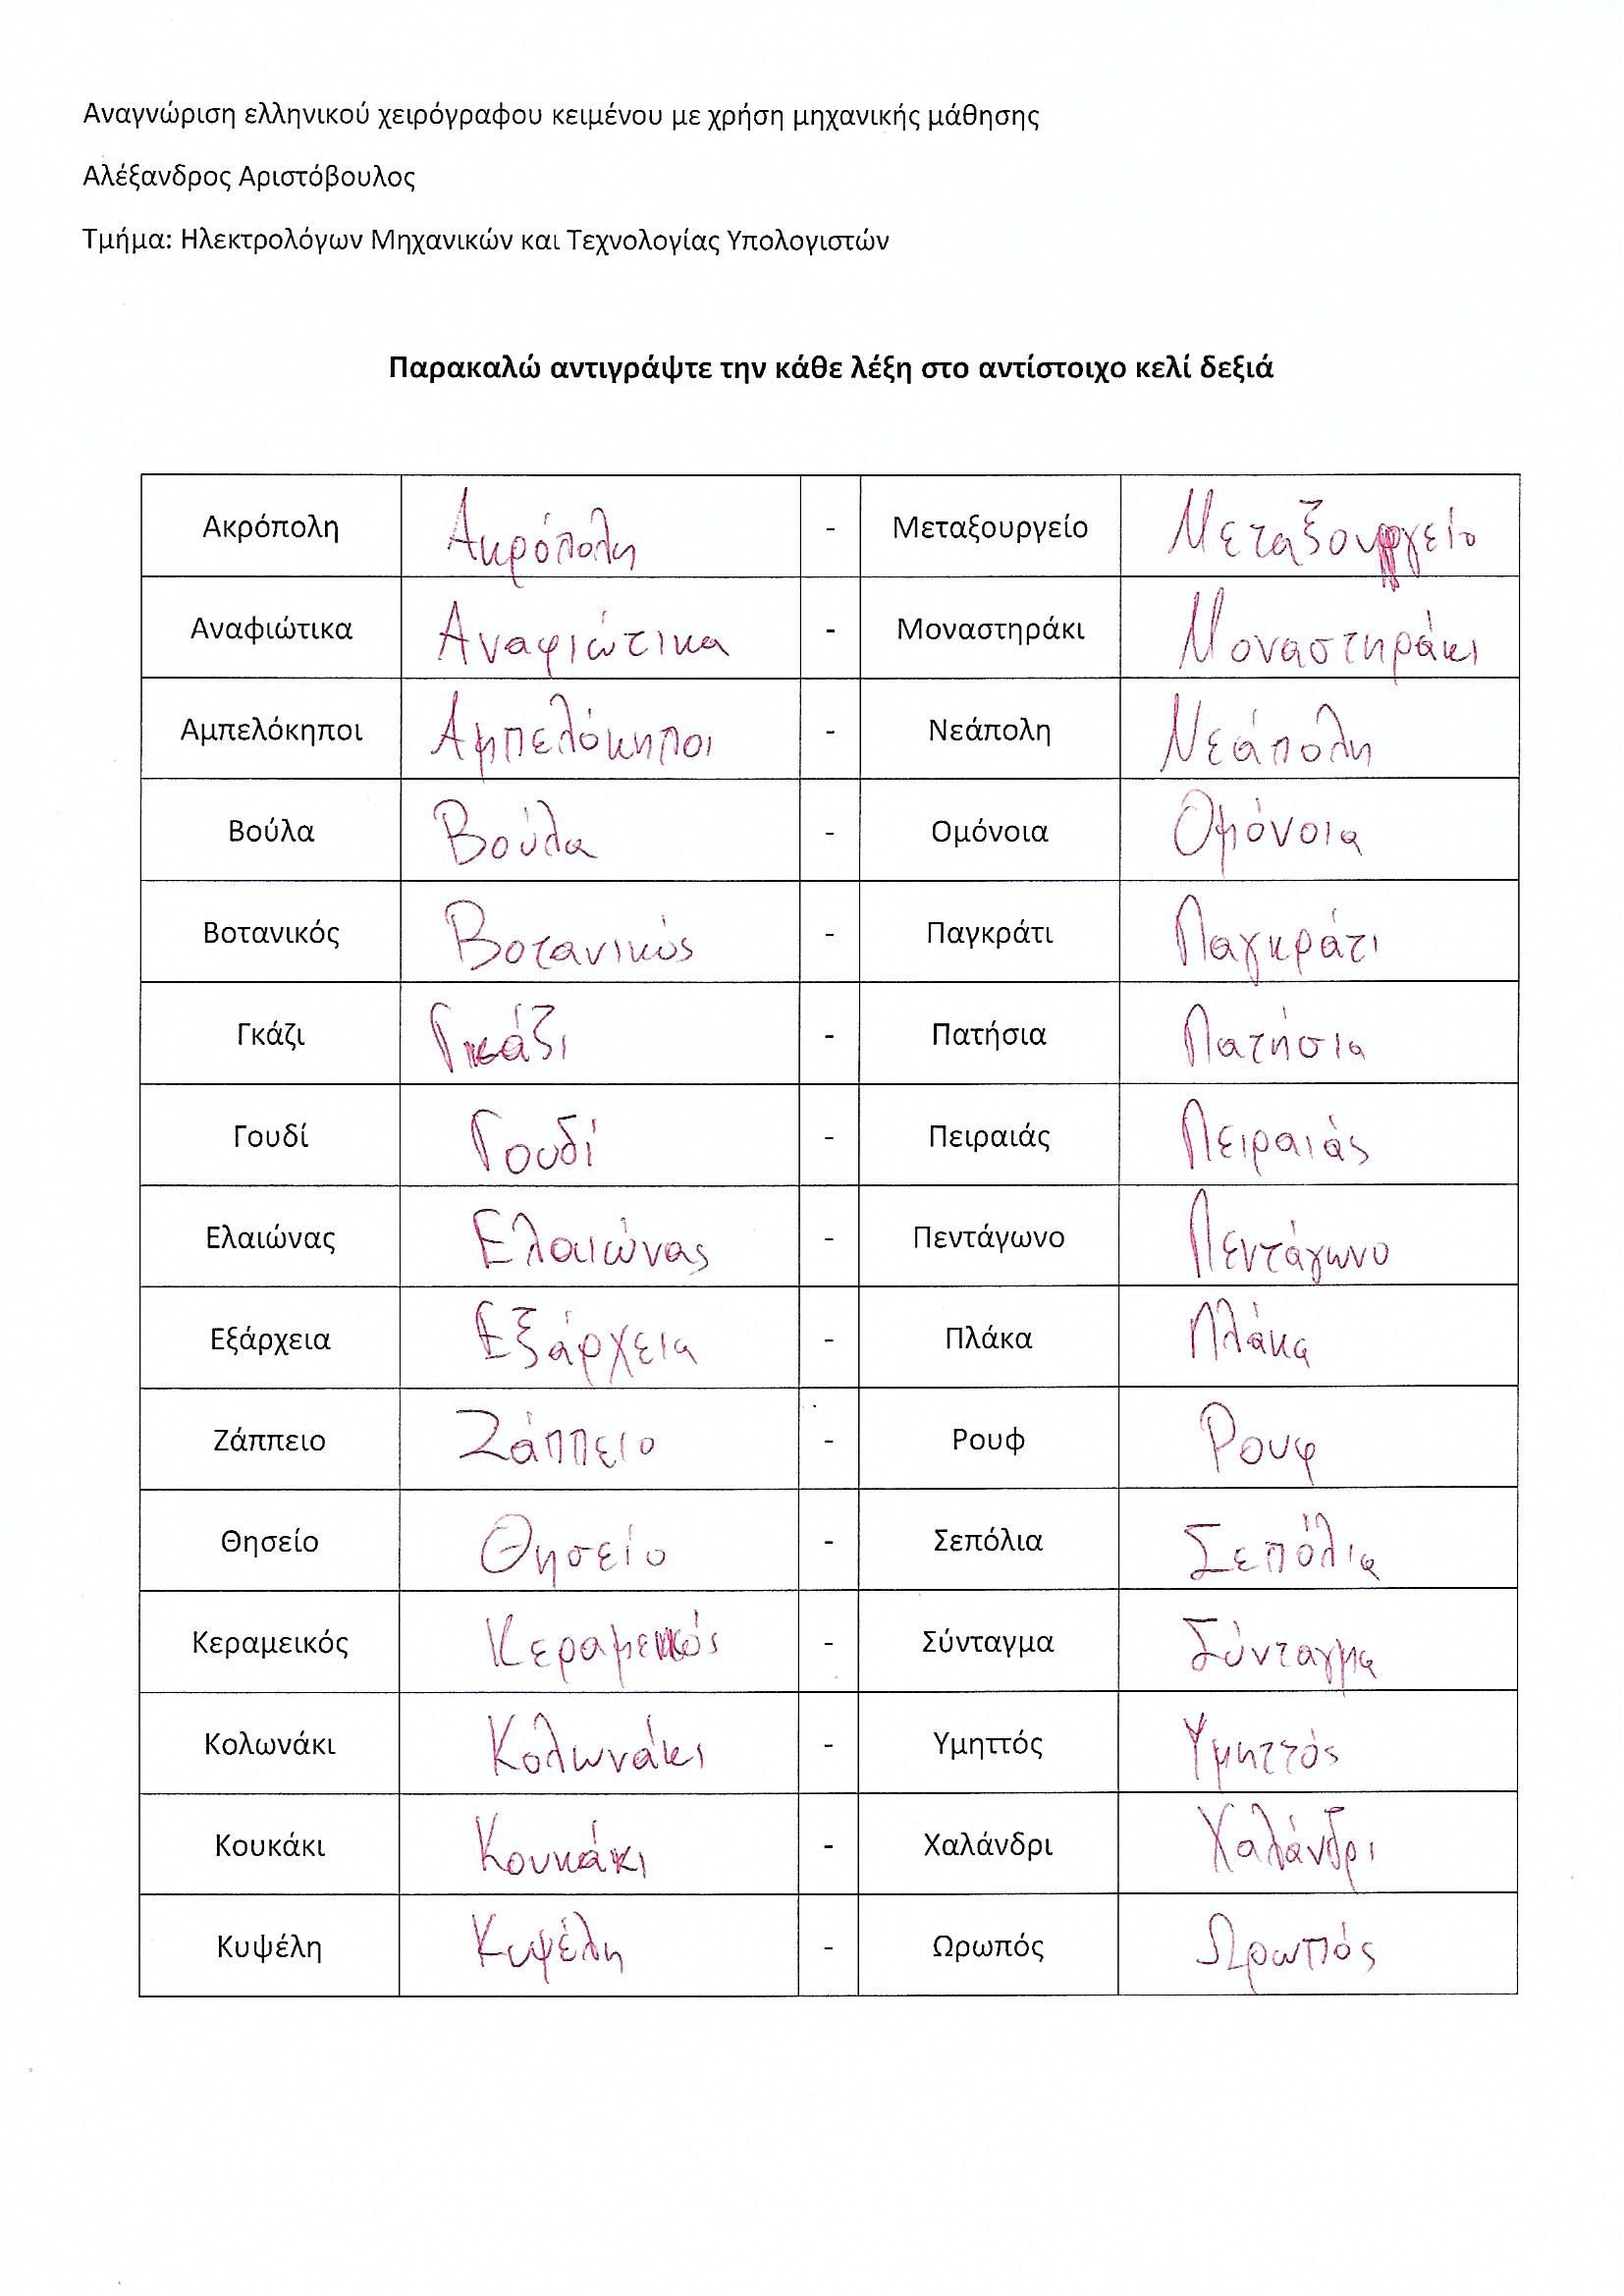 Αναγνώριση ελληνικού χειρόγραφου κειμένου με χρήση μηχανικής μάθησης
Αλέξανδρος Αριστόβουλος
Τμήμα: Ηλεκτρολόγων Μηχανικών και Τεχνολογίας Υπολογιστών
Παρακαλώ αντιγράψτε την κάθε λέξη στο αντίστοιχο κελί δεξιά
Ακρόπολη Ακρόπολη - Μεταξουργείο Μεταξουργείο
Αναφιώτικα Αναφιώτικα - Μοναστηράκι Μοναστηράκι
Αμπελόκηποι Αμπελόκηποι - Νεάπολη Νεάπολη
Βούλα Βούλα - Ομόνοια Ομόνοια
Βοτανικός Βοτανικός - Παγκράτι Παγκράτι
Γκάζι Γκάζι - Πατήσια Πατήσια
Γουδί Γουδί - Πειραιάς Πειραιάς
Ελαιώνας Ελαιώνας - Πεντάγωνο Πεντάγωνο
Εξάρχεια Εξάρχεια - Πλάκα Πλάκα
Ζάππειο Ζάππειο - Ρουφ Ρουφ
Θησείο Θησείο - Σεπόλια Σεπόλια
Κεραμεικός Κεραμεικός - Σύνταγμα Σύνταγμα
Κολωνάκι Κολωνάκι - Υμηττός Υμηττός
Κουκάκι Κουκάκι - Χαλάνδρι Χαλάνδρι
Κυψέλη Κυψέλη - Ωρωπός Ωρωπός